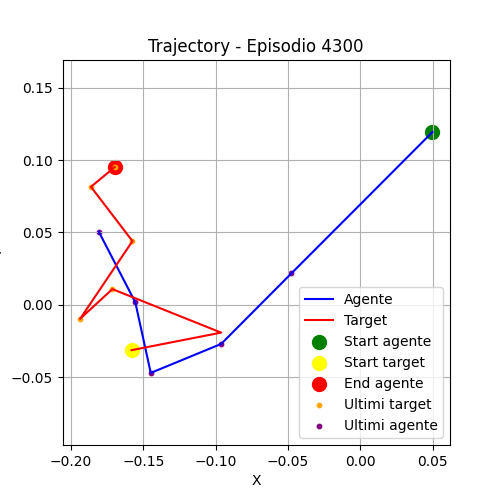 Trajectory - Episodio 4300
0.15
0.10
0.05
0.00
−0.05
−0.20
−0.15
−0.10
−0.05
0.00
0.05
X
Agente
Target
Start agente
Start target
End agente
Ultimi target
Ultimi agente